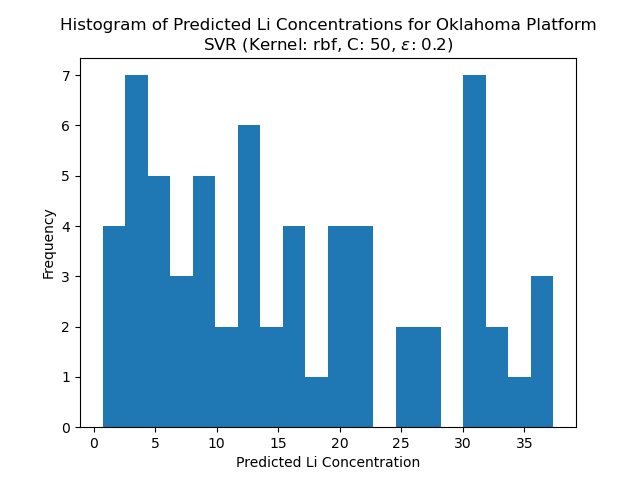 Histogram of Predicted Li Concentrations for Oklahoma Platform
SVR (Kernel: rbf, C: 50, ε: 0.2)
7
6
5
4
3
2
1
0
Frequency
0 5 10 15 20 25 30 35
Predicted Li Concentration